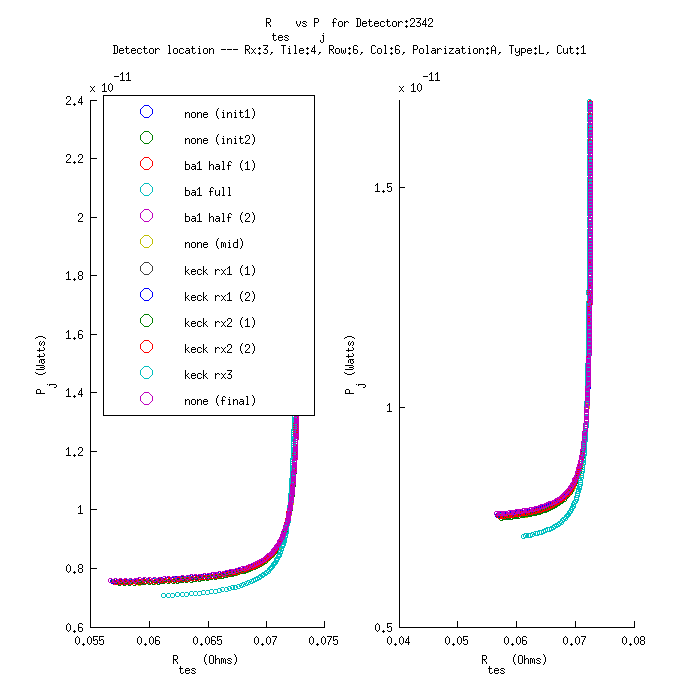 R tes vs P j for Detector:2342
Detector location --- Rx:3, Tile:4, Row:6, Col:6, Polarization:A, Type:L, Cut:1
x 10 -11
2.4
2.2
2
1.8
1.6
1.4
1.2
1
0.8
0.6
0.055
0.06
0.065
0.07
0.075
P j (Watts)
R tes (Ohms)
none (init1)
none (init2)
ba1 half (1)
ba1 full
ba1 half (2)
none (mid)
keck rx1 (1)
keck rx1 (2)
keck rx2 (1)
keck rx2 (2)
keck rx3
none (final)
x 10 -11
1.5
1
0.5
0.04
0.05
0.06
0.07
0.08
P j (Watts)
R tes (Ohms)